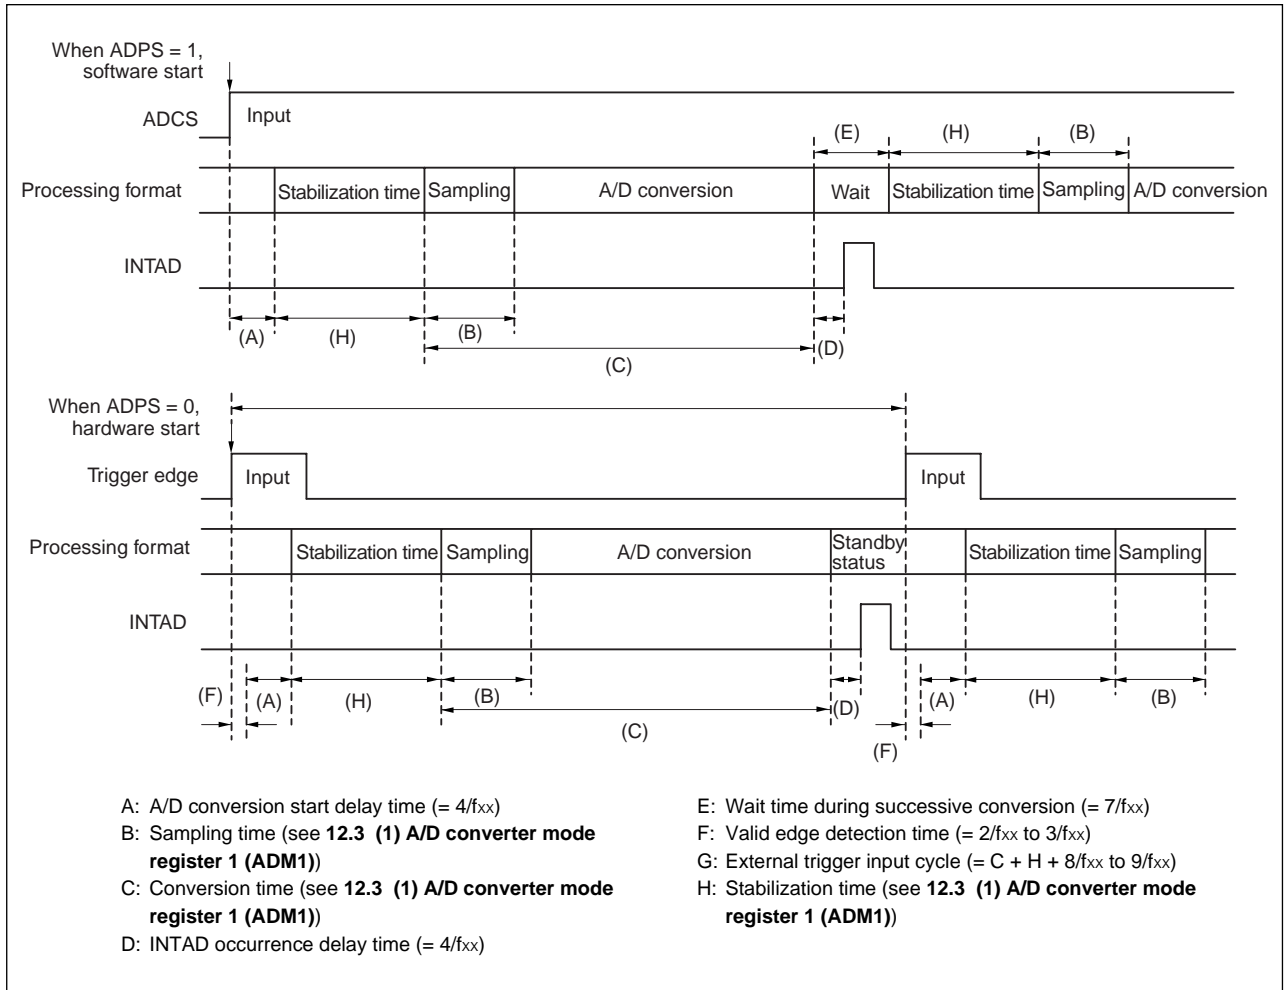 When ADPS = 1,
software start
ADCS
Input
(E)
(H)
(B)
Processing format
Stabilization time
Sampling
A/D conversion
Wait
Stabilization time
Sampling
A/D conversion
INTAD
(A)
(H)
(B)
(D)
(C)
When ADPS = 0,
hardware start
Trigger edge
Input
Input
Processing format
Stabilization time
Sampling
A/D conversion
Standby
status
Stabilization time
Sampling
INTAD
(F)
(A)
(H)
(B)
(D)
(A)
(H)
(B)
(C)
(F)
A: A/D conversion start delay time (= 4/fxx)
B: Sampling time (see 12.3 (1) A/D converter mode
register 1 (ADM1))
C: Conversion time (see 12.3 (1) A/D converter mode
register 1 (ADM1))
D: INTAD occurrence delay time (= 4/fxx)
E: Wait time during successive conversion (= 7/fxx)
F: Valid edge detection time (= 2/fxx to 3/fxx)
G: External trigger input cycle (= C + H + 8/fxx to 9/fxx)
H: Stabilization time (see 12.3 (1) A/D converter mode
register 1 (ADM1))